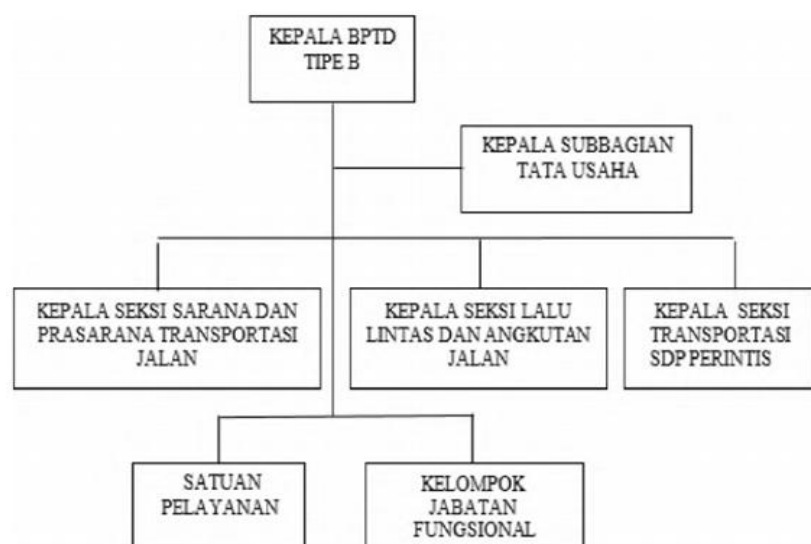 KEPALA BPTD
TIPE B
KEPALA SUBBAGIAN
TATA USAHA
KEPALA SEKSI SARANA DAN
PRASARANA TRANSPORTASI
JALAN
KEPALA SEKSI LALU
LINTAS DAN ANGKUTAN
JALAN
KEPALA SEKSI
TRANSPORTASI
SDP PERINTIS
SATUAN
PELAYANAN
KELOMPOK
JABATAN
FUNGSIONAL